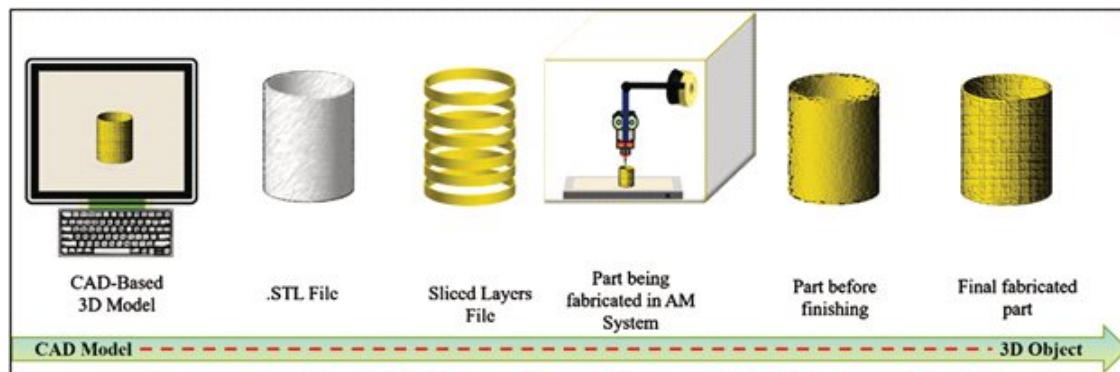 CAD-Based
3D Model
.STL File
Sliced Layers
File
Part being
fabricated in AM
System
Part before
finishing
Final fabricated
part
CAD Model
3D Object